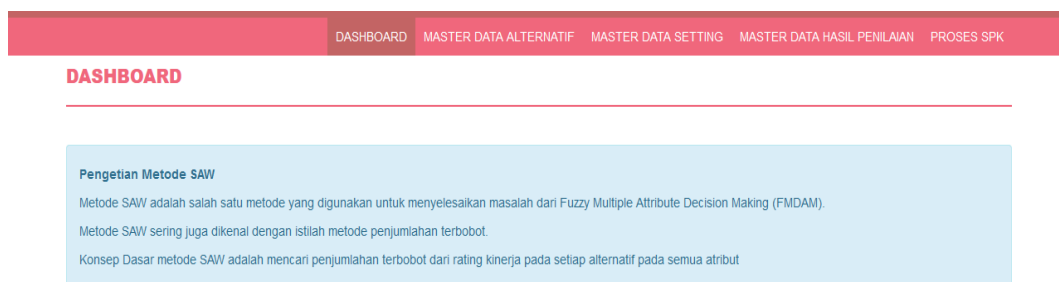 DASHBOARD MASTER DATA ALTERNATIF MASTER DATA SETTING MASTER DATA HASIL PENILAIAN PROSES SPK
DASHBOARD
Pengetian Metode SAW
Metode SAW adalah salah satu metode yang digunakan untuk menyelesaikan masalah dari Fuzzy Multiple Attribute Decision Making (FMDAM).
Metode SAW sering juga dikenal dengan istilah metode penjumlahan terbobot.
Konsep Dasar metode SAW adalah mencari penjumlahan terbobot dari rating kinerja pada setiap alternatif pada semua atribut